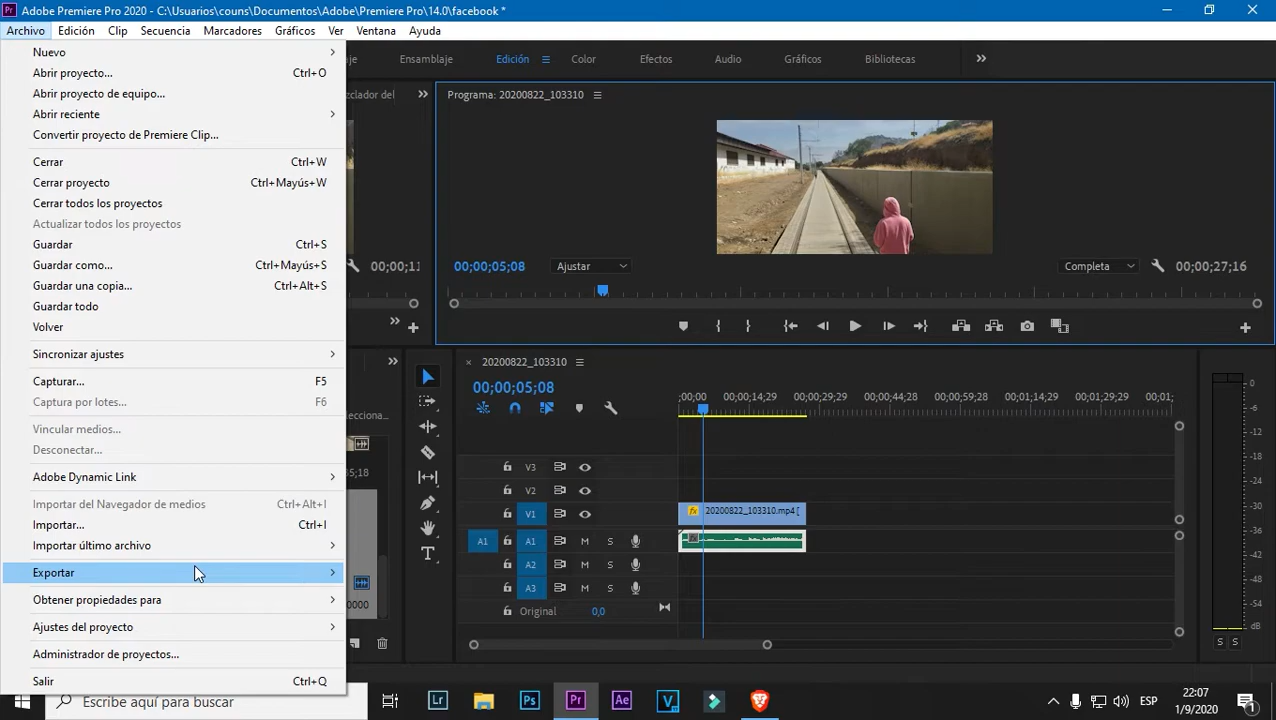 Adobe Premiere Pro 2020 - C:\Usuarios\couns\Documentos\Adobe\Premiere Pro\14.0\facebook *
Archivo Edición Clip Secuencia Marcadores Gráficos Ver Ventana Ayuda
Nuevo
Abrir proyecto... Ctrl+O
Abrir proyecto de equipo...
Abrir reciente
Convertir proyecto de Premiere Clip...
Cerrar Ctrl+W
Cerrar proyecto Ctrl+Mayús+W
Cerrar todos los proyectos
Actualizar todos los proyectos
Guardar Ctrl+S
Guardar como... Ctrl+Mayús+S
Guardar una copia... Ctrl+Alt+S
Guardar todo
Volver
Sincronizar ajustes
Capturar... F5
Captura por lotes... F6
Vincular medios...
Desconectar...
Adobe Dynamic Link
Importar del Navegador de medios Ctrl+Alt+I
Importar... Ctrl+I
Importar último archivo
Exportar
Obtener propiedades para
Ajustes del proyecto
Administrador de proyectos...
Salir Ctrl+Q
je Ensamblaje Edición Color Efectos Audio Gráficos Bibliotecas
zclador del
Programa: 20200822_103310
00;00;11
00;00;05;08 Ajustar Completa 00;00;27;16
20200822_103310
00;00;05;08
;00;00 00;00;14;29 00;00;29;29 00;00;44;28 00;00;59;28 00;01;14;29 00;01;29;29 00;01;
lecciona...
15;18
0000
V3
V2
V1 20200822_103310.mp4 [
A1 A1 M S
A2 M S
A3 M S
Original 0,0
0
-6
-12
-18
-24
-30
-36
-42
-48
-54
dB
S S
Escribe aquí para buscar
Lr Ps Pr Ae V
ESP
22:07
1/9/2020
1